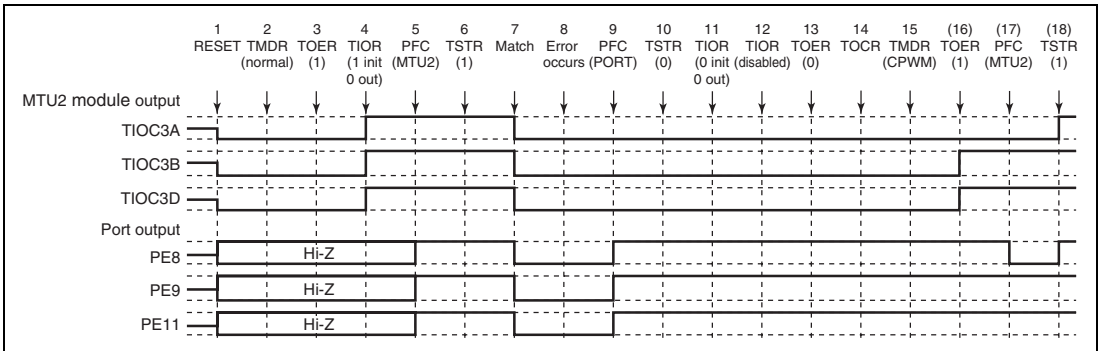 1 2 3 4 5 6 7 8 9 10 11 12 13 14 15 (16) (17) (18)
RESET TMDR TOER TIOR PFC TSTR Match Error PFC TSTR TIOR TIOR TOER TOCR TMDR TOER PFC TSTR
(normal) (1) (1 init (MTU2) (1) occurs (PORT) (0) (0 init (disabled) (0) (CPWM) (1) (MTU2) (1)
0 out) 0 out)
MTU2 module output
TIOC3A
TIOC3B
TIOC3D
Port output
PE8 Hi-Z
PE9 Hi-Z
PE11 Hi-Z